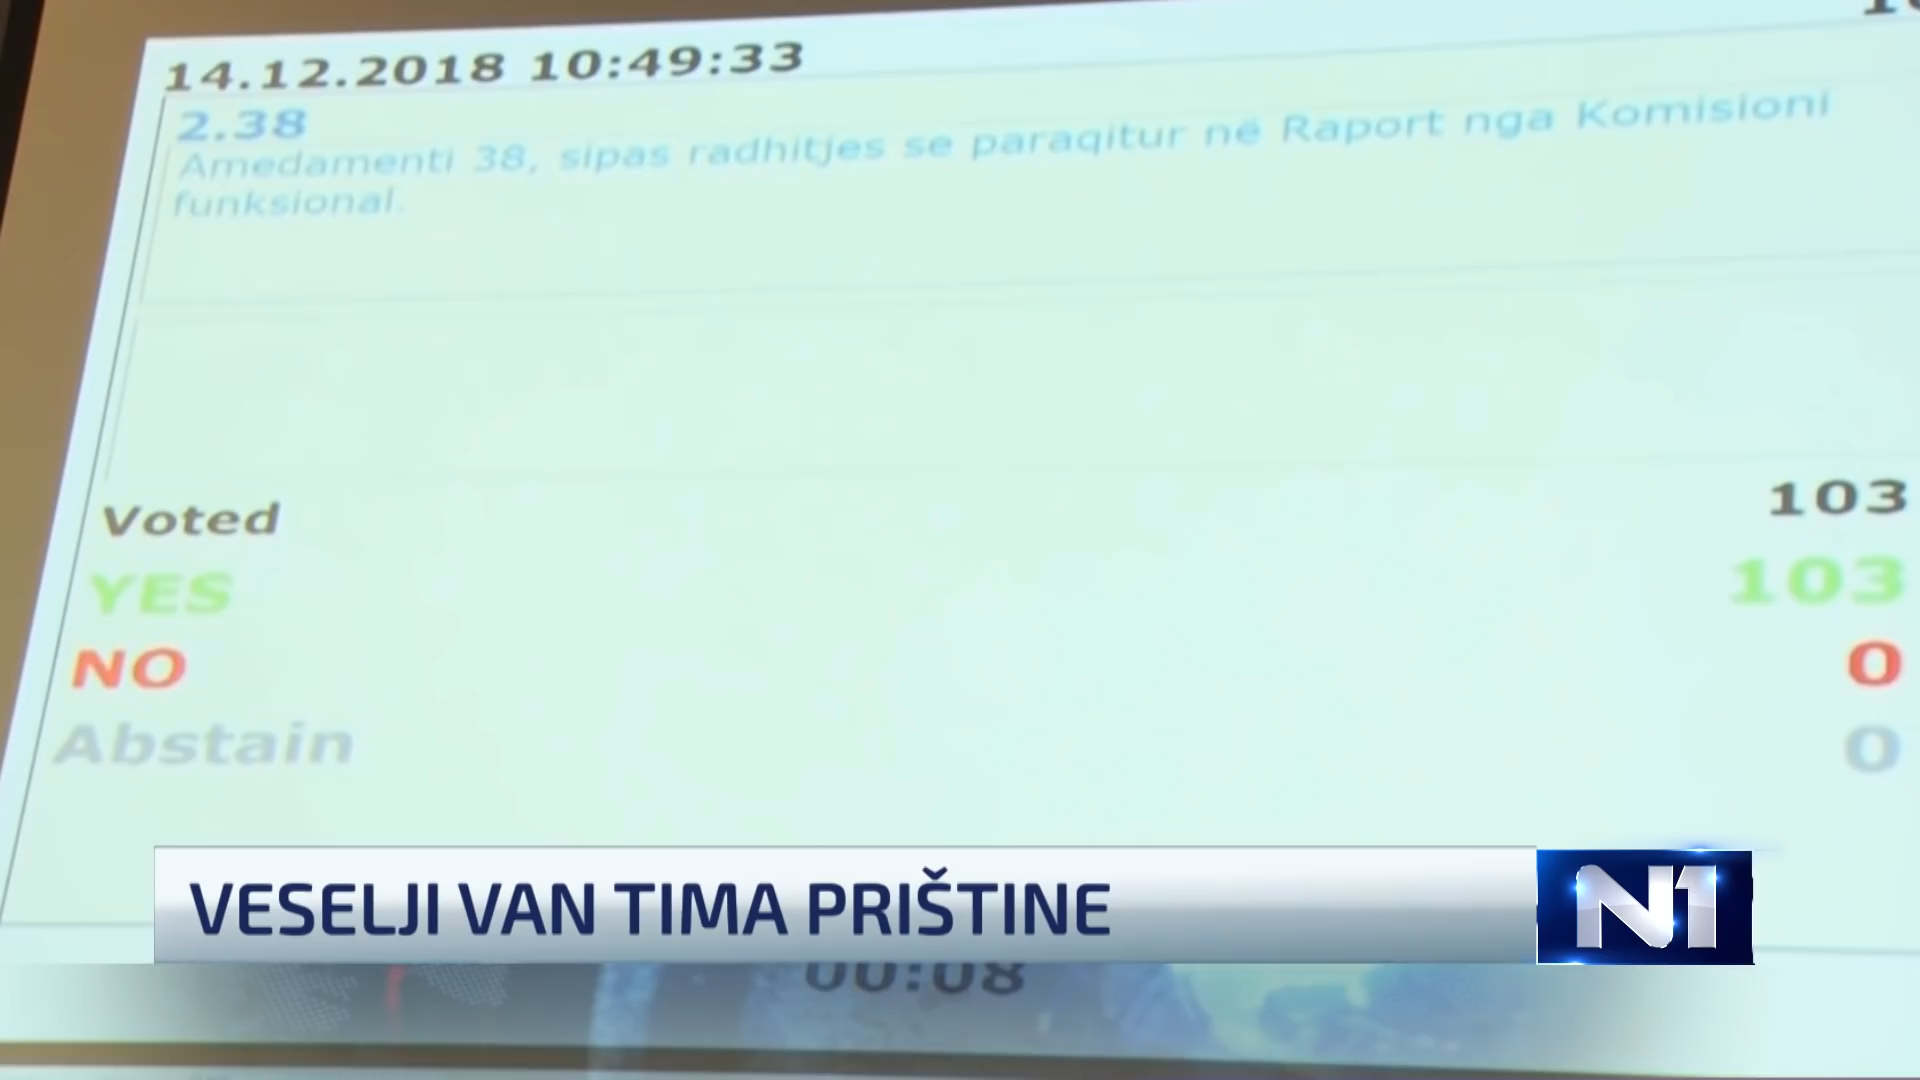 14.12.2018 10:49:33
2.38
Amedamenti 38, sipas radhitjes se paraqitur në Raport nga Komisioni
funksional.
Voted 103
YES 103
NO 0
Abstain 0
VESELJI VAN TIMA PRIŠTINE
N1
00:08